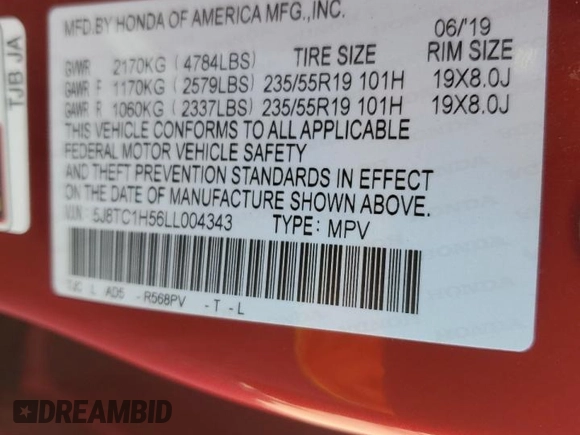 MFD. BY HONDA OF AMERICA MFG., INC. 06/'19
GVWR 2170KG (4784LBS) TIRE SIZE RIM SIZE
GAWR F 1170KG (2579LBS) 235/55R19 101H 19X8.0J
GAWR R 1060KG (2337LBS) 235/55R19 101H 19X8.0J
THIS VEHICLE CONFORMS TO ALL APPLICABLE
FEDERAL MOTOR VEHICLE SAFETY
AND THEFT PREVENTION STANDARDS IN EFFECT
ON THE DATE OF MANUFACTURE SHOWN ABOVE.
V.I.N.: 5J8TC1H56LL004343 TYPE: MPV
TJC - L AD5 - R568PV - T - L
TJB JA
DREAMBID